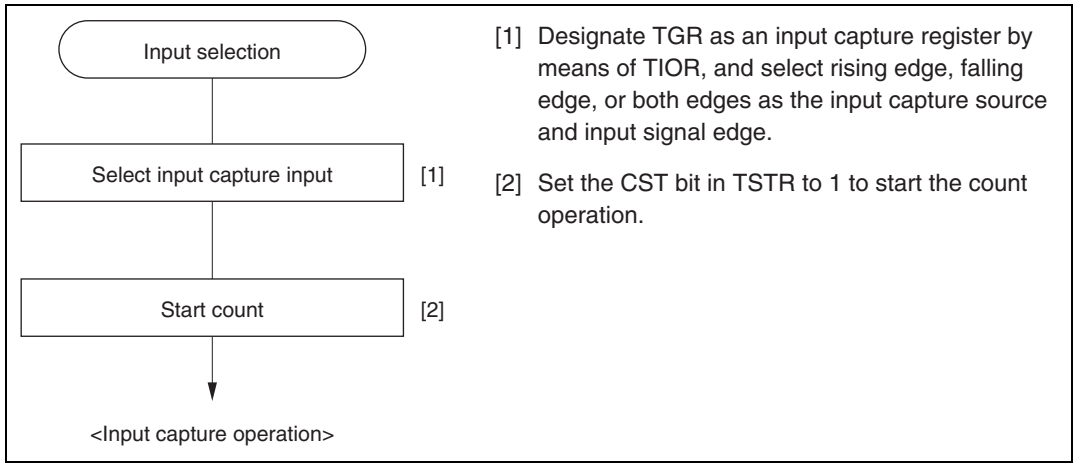 Input selection
Select input capture input
[1]
Start count
[2]
<Input capture operation>
[1] Designate TGR as an input capture register by
means of TIOR, and select rising edge, falling
edge, or both edges as the input capture source
and input signal edge.
[2] Set the CST bit in TSTR to 1 to start the count
operation.